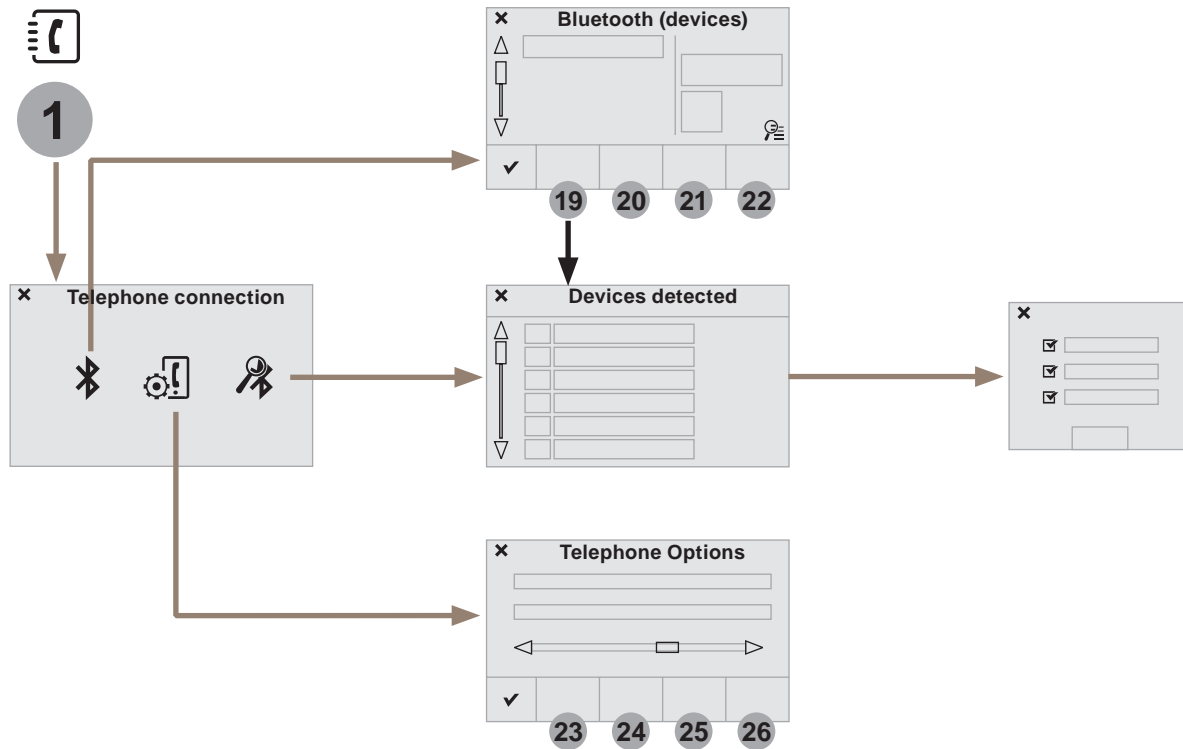 1
Bluetooth (devices)
19 20 21 22
Telephone connection
Devices detected
Telephone Options
23 24 25 26